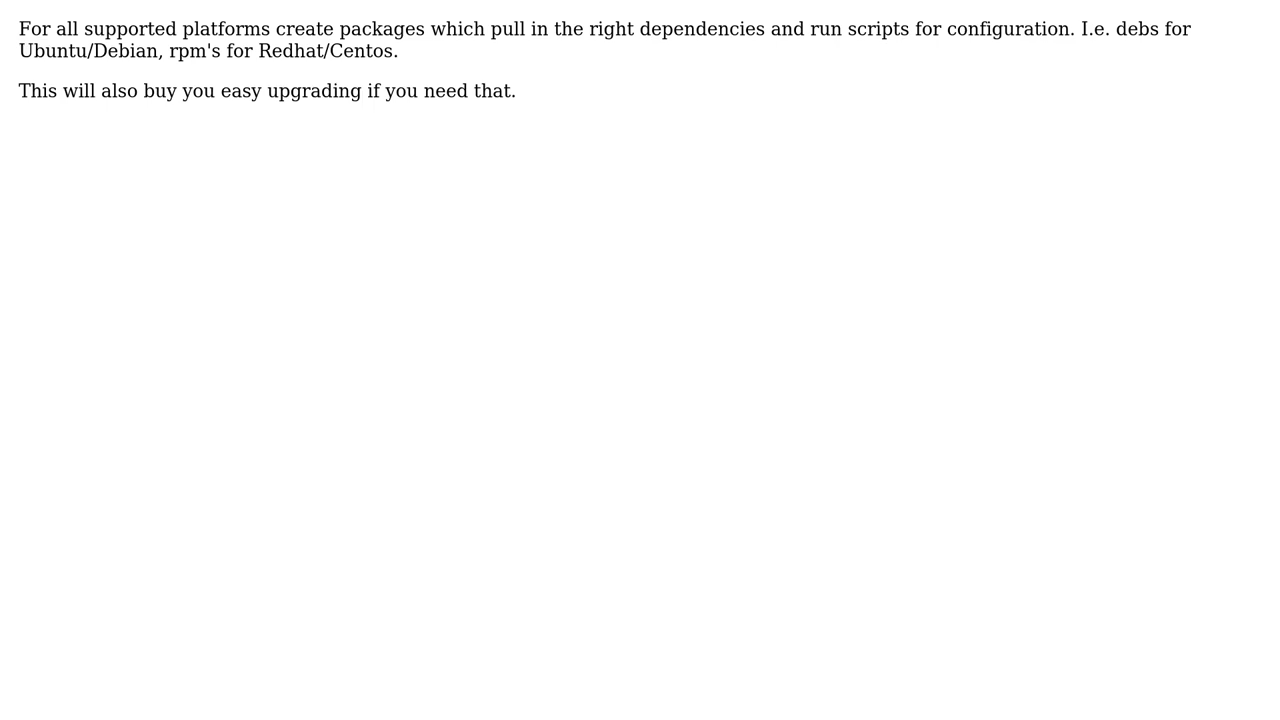 For all supported platforms create packages which pull in the right dependencies and run scripts for configuration. I.e. debs for
Ubuntu/Debian, rpm's for Redhat/Centos.
This will also buy you easy upgrading if you need that.